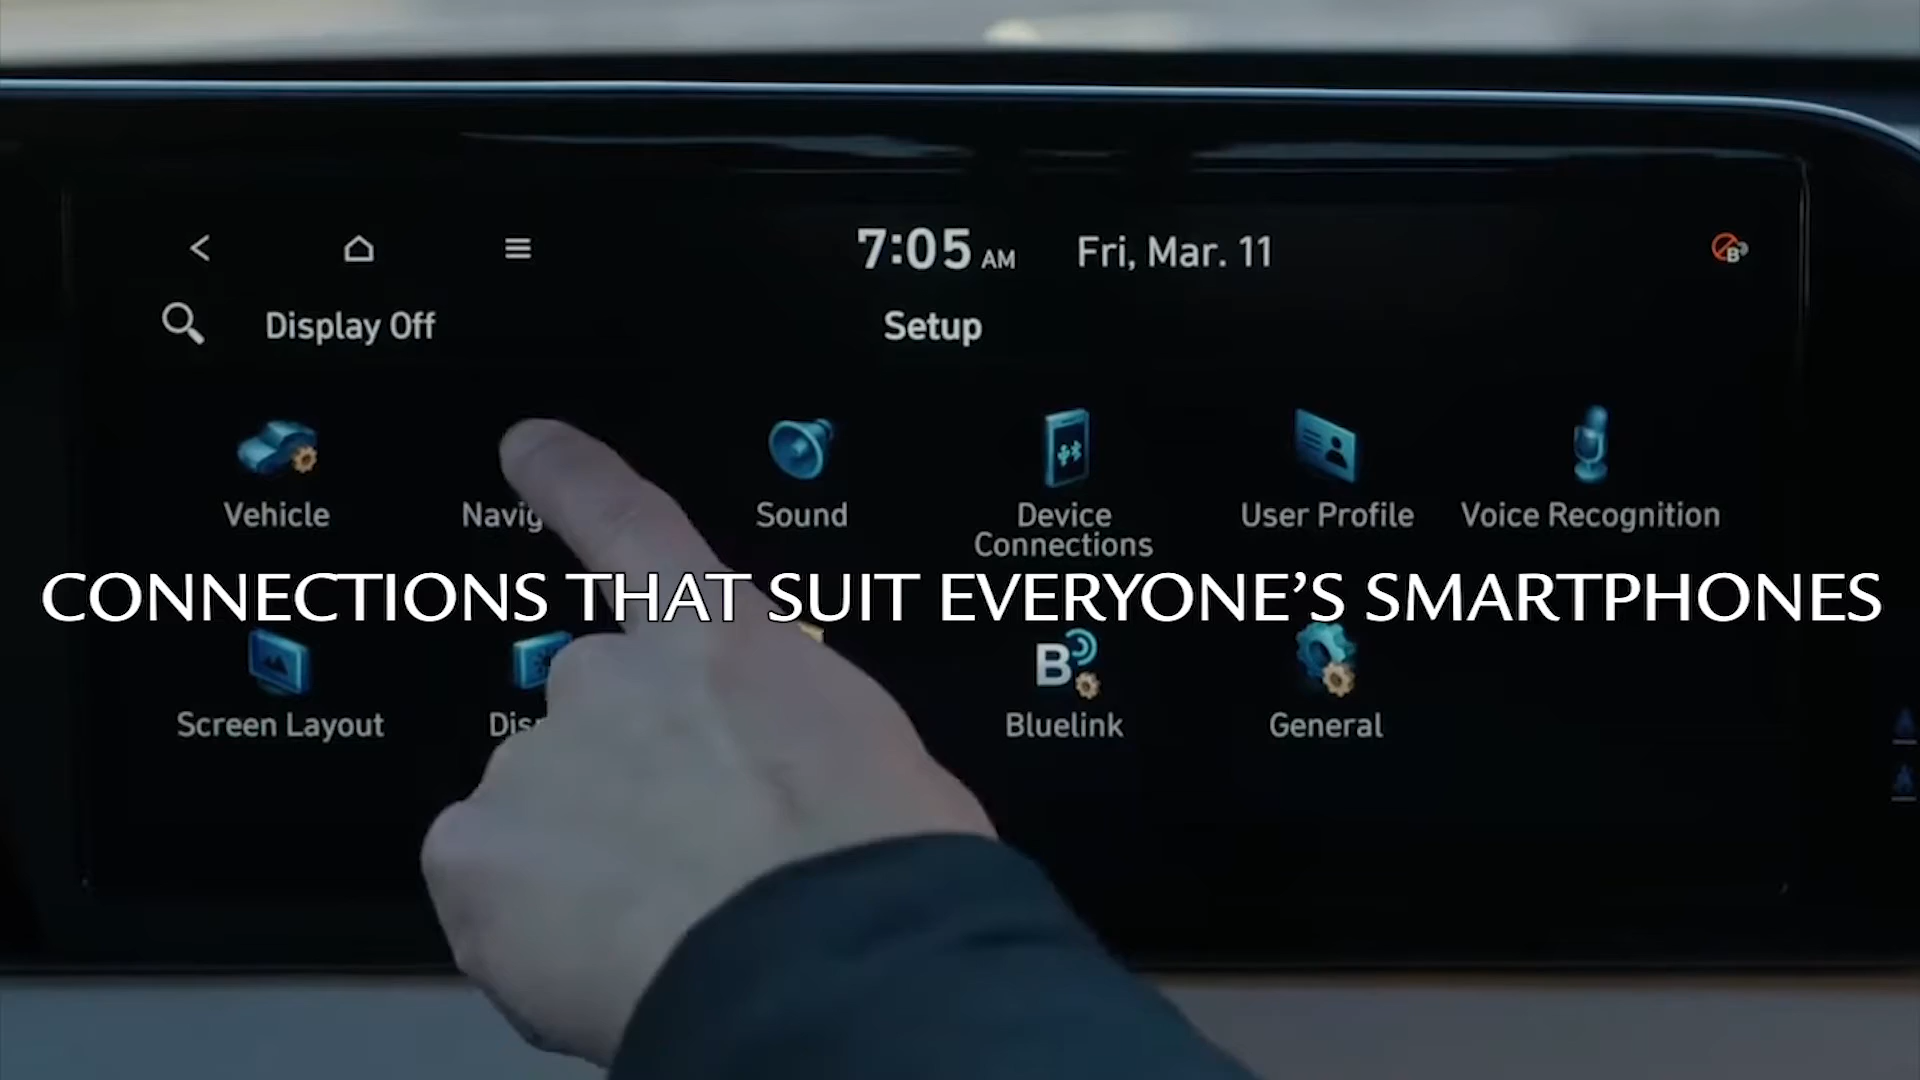 7:05 AM Fri, Mar. 11
Display Off Setup
Vehicle
Sound
Device
Connections
User Profile
Voice Recognition
CONNECTIONS THAT SUIT EVERYONE’S SMARTPHONES
Screen Layout
B
Bluelink
General